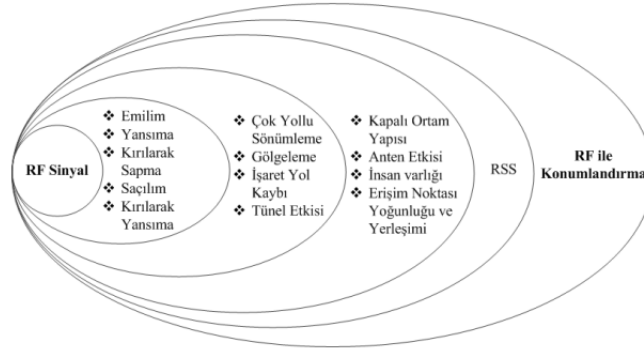 RF Sinyal
❖ Emilim
❖ Yansıma
❖ Kırılarak
Sapma
❖ Saçılım
❖ Kırılarak
Yansıma
❖ Çok Yollu
Sönümleme
❖ Gölgeleme
❖ İşaret Yol
Kaybı
❖ Tünel Etkisi
❖ Kapalı Ortam
Yapısı
❖ Anten Etkisi
❖ İnsan varlığı
❖ Erişim Noktası
Yoğunluğu ve
Yerleşimi
RSS
RF ile
Konumlandırma